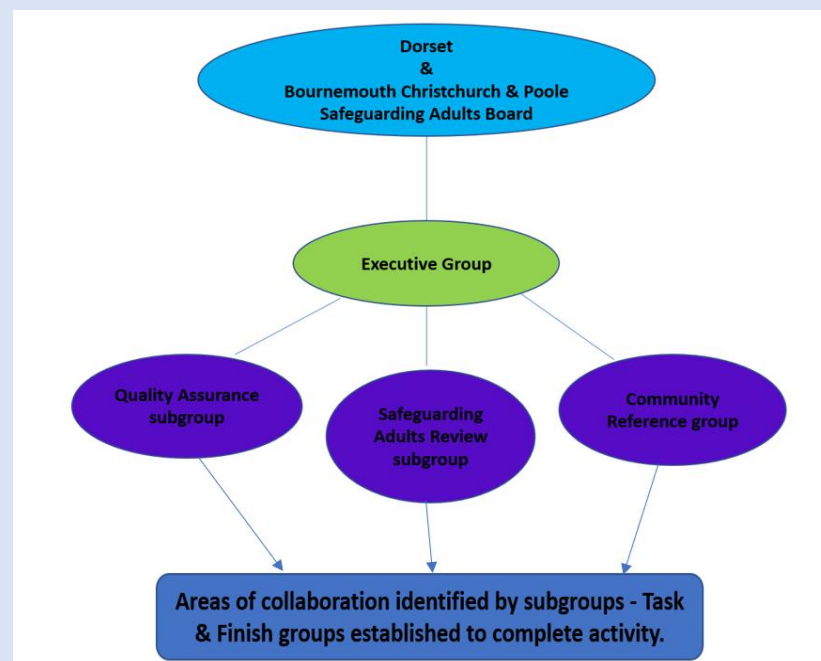 Dorset
&
Bournemouth Christchurch & Poole
Safeguarding Adults Board
Executive Group
Quality Assurance
subgroup
Safeguarding
Adults Review
subgroup
Community
Reference group
Areas of collaboration identified by subgroups - Task
& Finish groups established to complete activity.